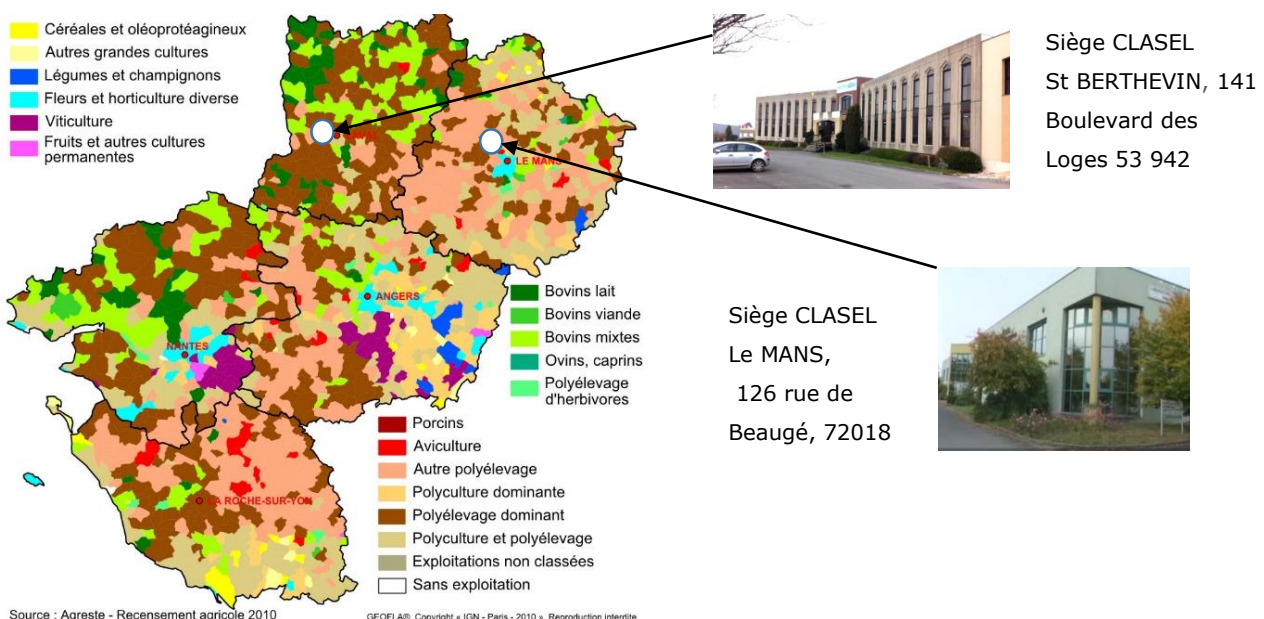 Céréales et oléoprotéagineux
Autres grandes cultures
Légumes et champignons
Fleurs et horticulture diverse
Viticulture
Fruits et autres cultures
permanentes
LE MANS
ANGERS
NANTES
LA ROCHE-SUR-YON
Bovins lait
Bovins viande
Bovins mixtes
Ovins, caprins
Polyélevage
d'herbivores
Porcins
Aviculture
Autre polyélevage
Polyculture dominante
Polyélevage dominant
Polyculture et polyélevage
Exploitations non classées
Sans exploitation
Source : Agreste - Recensement agricole 2010
GEOFLA® Copyright « IGN - Paris - 2010 » Reproduction interdite
Siège CLASEL
St BERTHEVIN, 141
Boulevard des
Loges 53 942
Siège CLASEL
Le MANS,
126 rue de
Beaugé, 72018